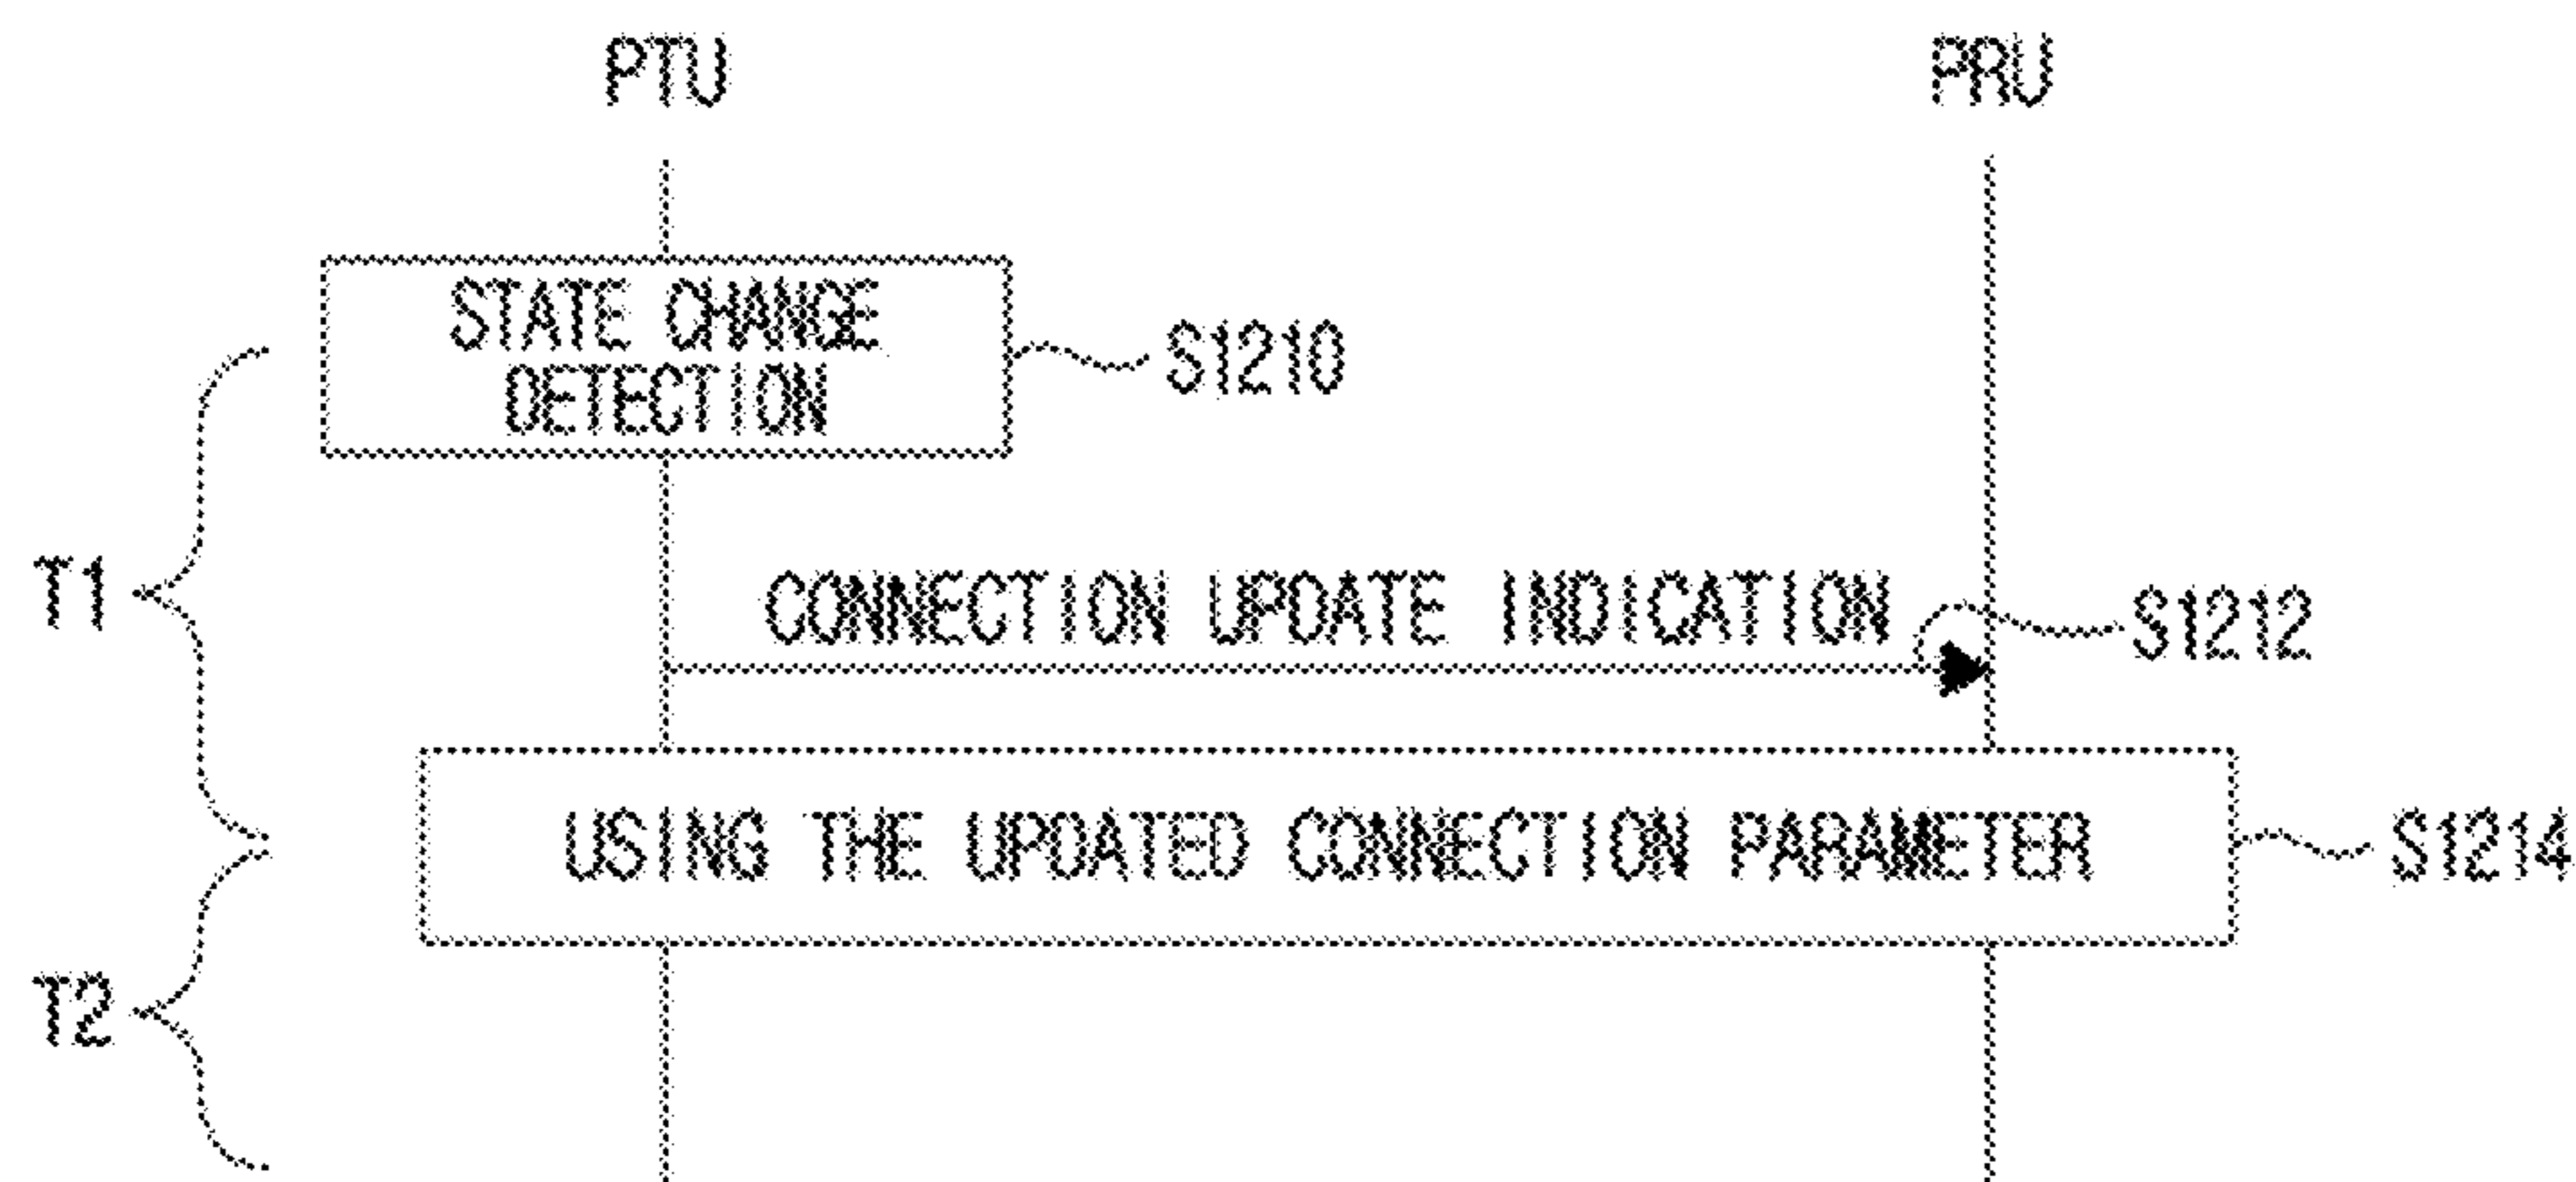 PTU
PRU
STATE CHANGE
DETECTION
S1210
T1
CONNECTION UPDATE INDICATION
S1212
USING THE UPDATED CONNECTION PARAMETER
S1214
T2